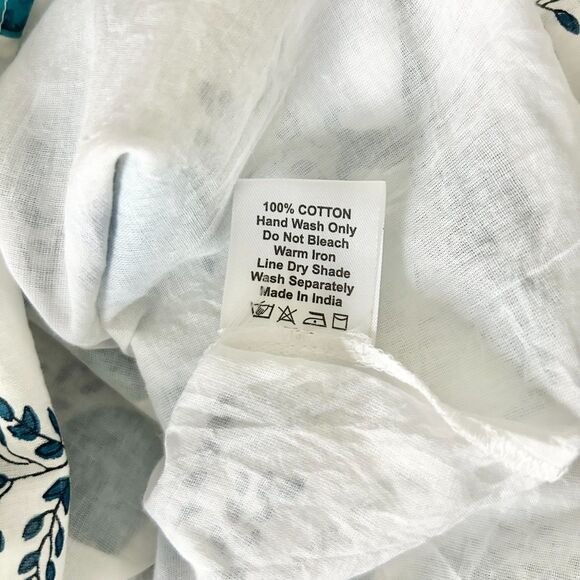 100% COTTON
Hand Wash Only
Do Not Bleach
Warm Iron
Line Dry Shade
Wash Separately
Made In India